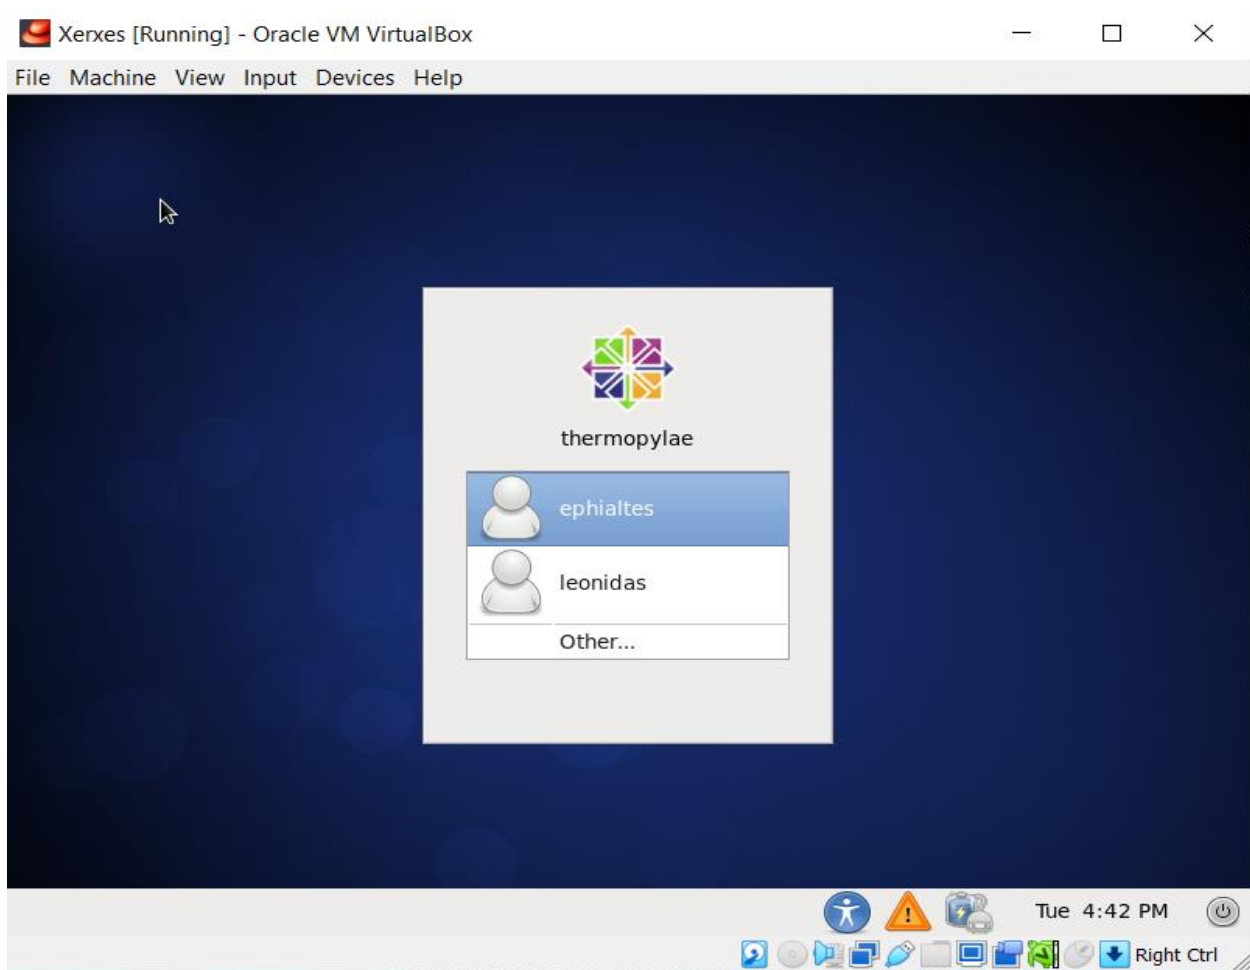 Xerxes [Running] - Oracle VM VirtualBox
File Machine View Input Devices Help
thermopylae
ephialtes
leonidas
Other...
Tue 4:42 PM
Right Ctrl